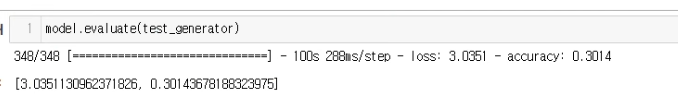 1 model.evaluate(test_generator)
348/348 [==============================] - 100s 288ms/step - loss: 3.0351 - accuracy: 0.3014
[3.0351130962371826, 0.30143678188323975]